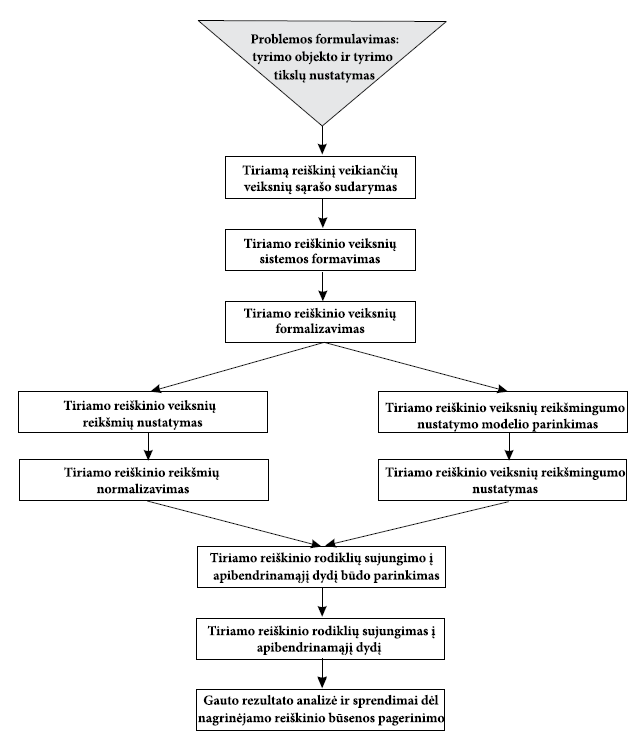 Problemos formulavimas:
tyrimo objekto ir tyrimo
tikslų nustatymas
Tiriamą reiškinį veikiančių
veiksnių sąrašo sudarymas
Tiriamo reiškinio veiksnių
sistemos formavimas
Tiriamo reiškinio veiksnių
formalizavimas
Tiriamo reiškinio veiksnių
reikšmių nustatymas
Tiriamo reiškinio veiksnių reikšmingumo
nustatymo modelio parinkimas
Tiriamo reiškinio reikšmių
normalizavimas
Tiriamo reiškinio veiksnių reikšmingumo
nustatymas
Tiriamo reiškinio rodiklių sujungimo į
apibendrinamąjį dydį būdo parinkimas
Tiriamo reiškinio rodiklių sujungimas į
apibendrinamąjį dydį
Gauto rezultato analizė ir sprendimai dėl
nagrinėjamo reiškinio būsenos pagerinimo